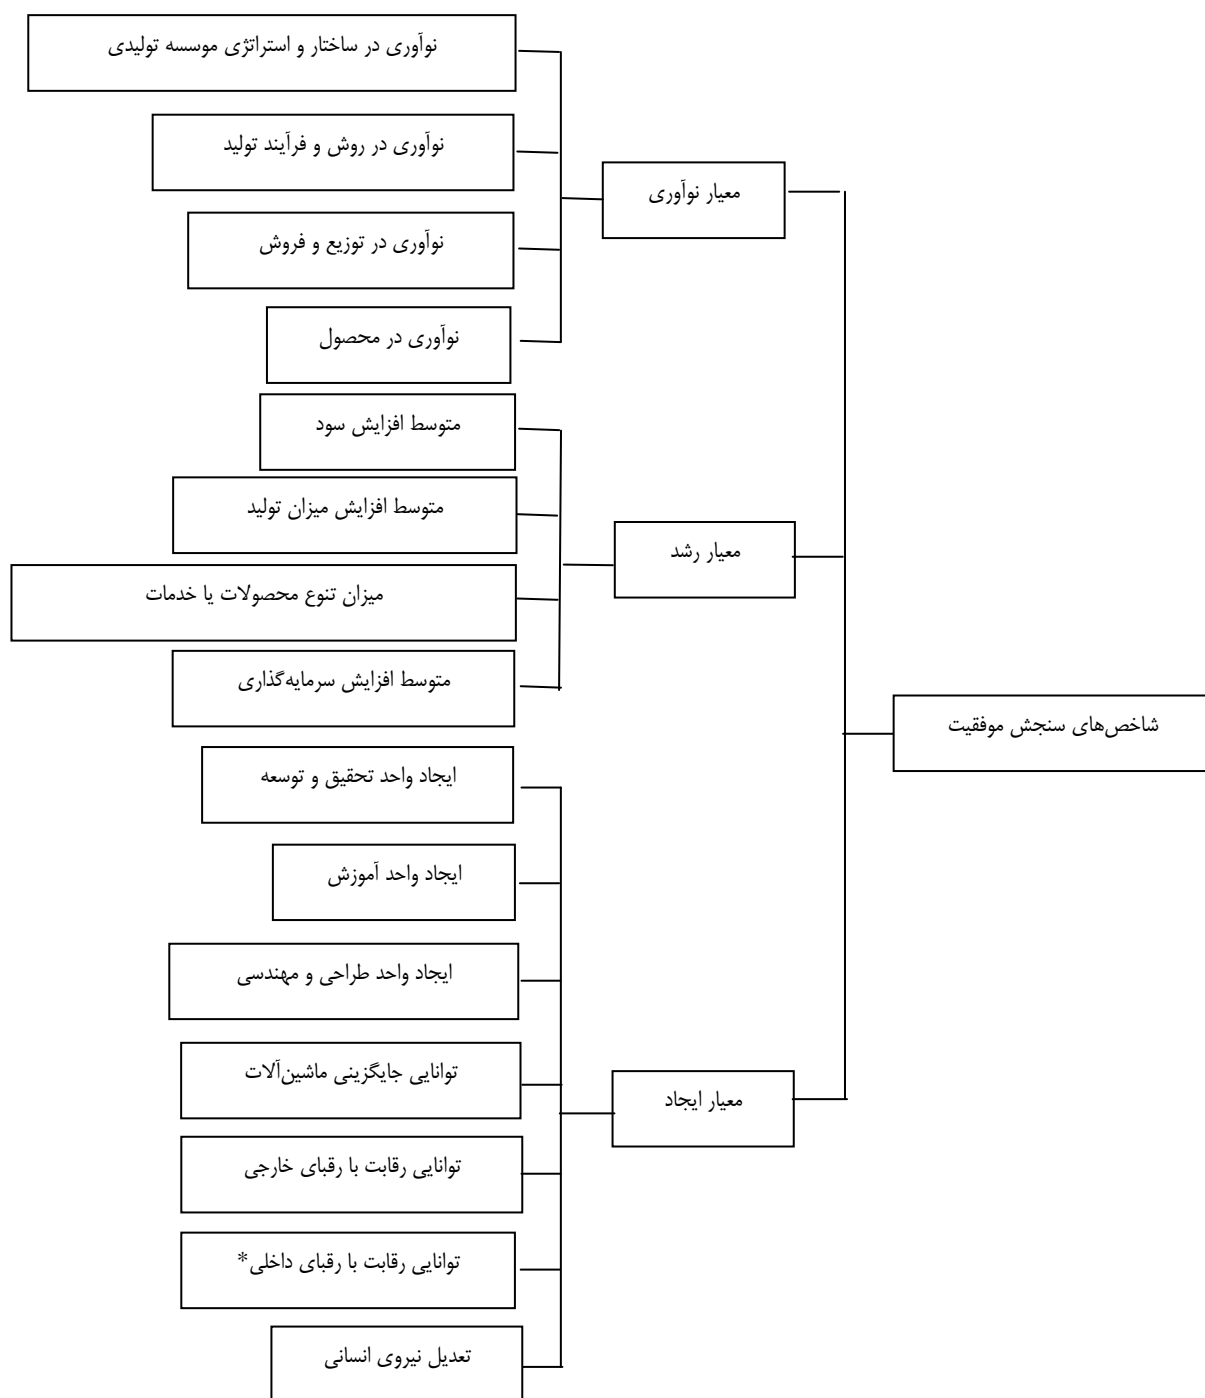 نوآوری در ساختار و استراتژی موسسه تولیدی
نوآوری در روش و فرآیند تولید
معیار نوآوری
نوآوری در توزیع و فروش
نوآوری در محصول
متوسط افزایش سود
متوسط افزایش میزان تولید
معیار رشد
میزان تنوع محصولات یا خدمات
متوسط افزایش سرمایه‌گذاری
شاخص‌های سنجش موفقیت
ایجاد واحد تحقیق و توسعه
ایجاد واحد آموزش
ایجاد واحد طراحی و مهندسی
توانایی جایگزینی ماشین‌آلات
معیار ایجاد
توانایی رقابت با رقبای خارجی
توانایی رقابت با رقبای داخلی*
تعدیل نیروی انسانی